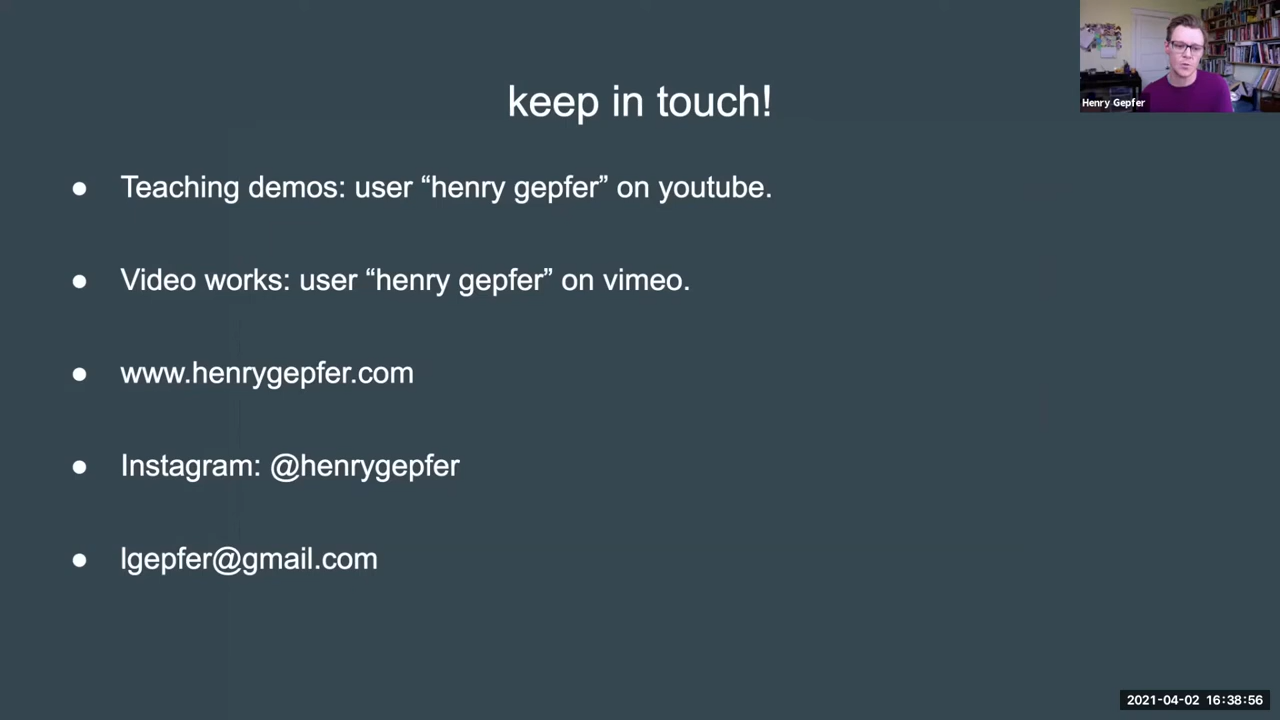 keep in touch!
● Teaching demos: user “henry gepfer” on youtube.
● Video works: user “henry gepfer” on vimeo.
● www.henrygepfer.com
● Instagram: @henrygepfer
● lgepfer@gmail.com
Henry Gepfer
2021-04-02 16:38:56